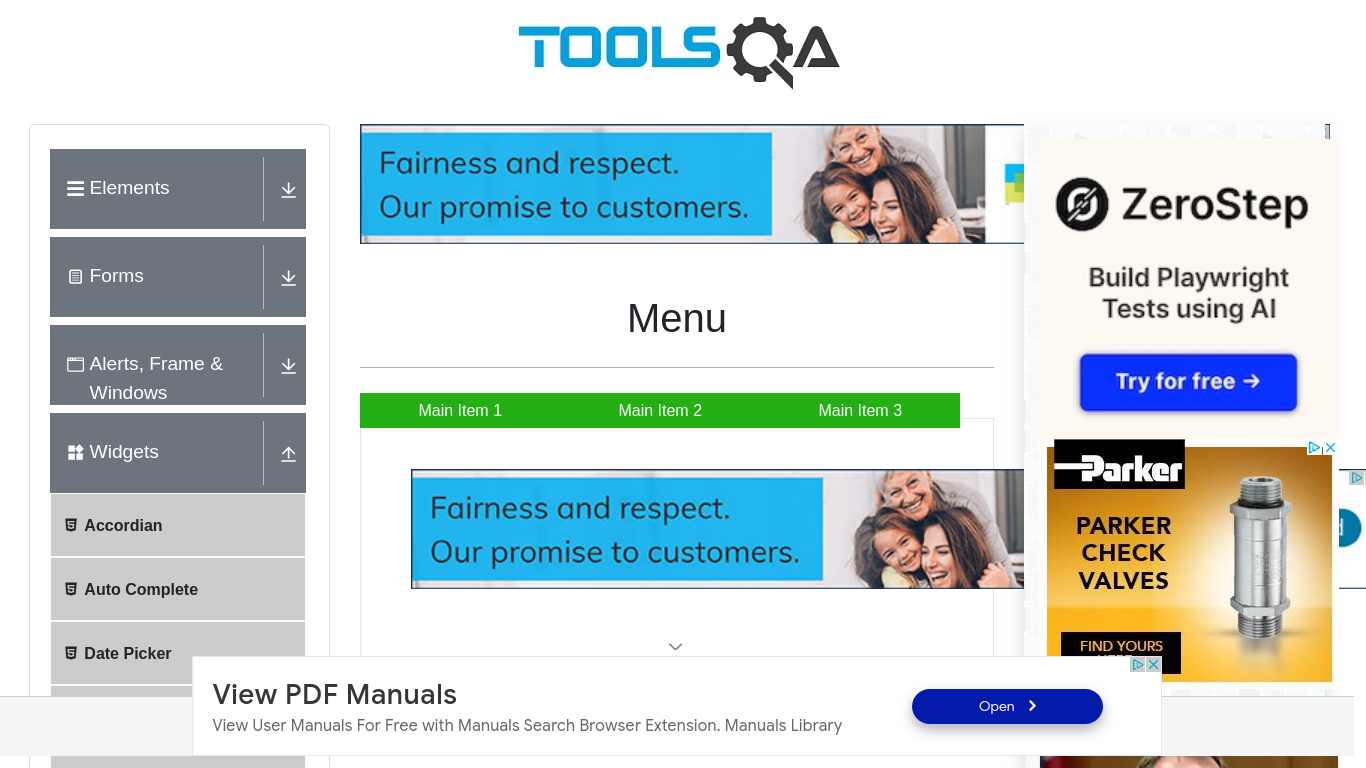 TOOLSQA
Elements
Forms
Alerts, Frame &
Windows
Widgets
Accordian
Auto Complete
Date Picker
Fairness and respect.
Our promise to customers.
Menu
Main Item 1
Main Item 2
Main Item 3
Fairness and respect.
Our promise to customers.
ZeroStep
Build Playwright
Tests using AI
Try for free →
Parker
PARKER
CHECK
VALVES
FIND YOURS
View PDF Manuals
View User Manuals For Free with Manuals Search Browser Extension. Manuals Library
Open